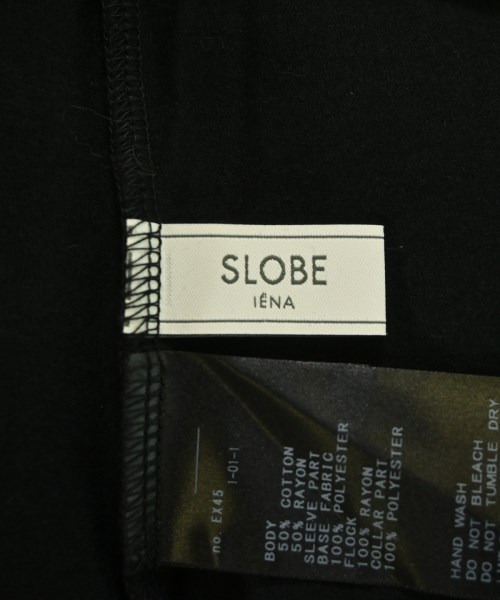 SLOBE
IĒNA
no. EX45 1-01-1
BODY
50% COTTON
50% RAYON
SLEEVE PART
BASE FABRIC
100% POLYESTER
FLOCK
100% RAYON
COLLAR PART
100% POLYESTER
HAND WASH
DO NOT BLEACH
DO NOT TUMBLE DRY